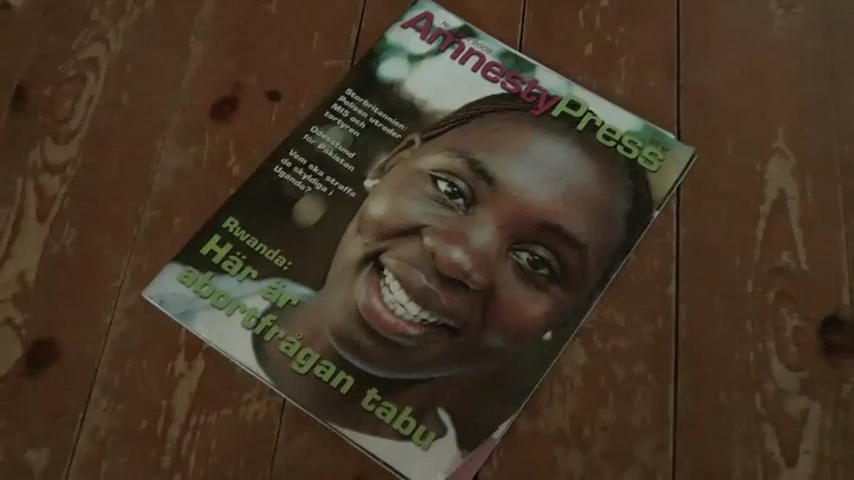 AmnestyPress
Storbritannien:
Polisen utreder
MI5 och
tortyren
Ödesstund
för Pakistan
Vem ska straffa
de skyldiga i
Uganda?
Rwanda:
Här är
abortfrågan tabu